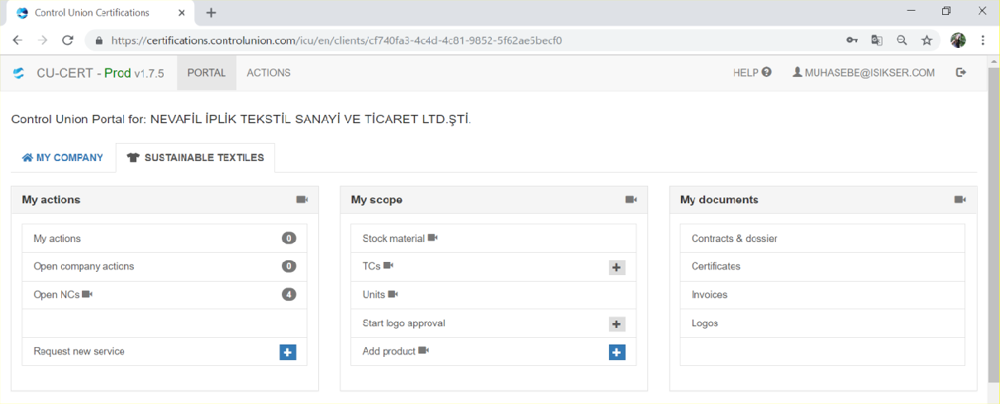 Control Union Certifications
https://certifications.controlunion.com/icu/en/clients/cf740fa3-4c4d-4c81-9852-5f62ae5becf0
CU-CERT - Prod v1.7.5 PORTAL ACTIONS HELP MUHASEBE@ISIKSER.COM
Control Union Portal for: NEVAFİL İPLİK TEKSTİL SANAYİ VE TİCARET LTD.ŞTİ.
MY COMPANY SUSTAINABLE TEXTILES
My actions
My actions 0
Open company actions 0
Open NCs 4
Request new service
My scope
Stock material
TCs
Units
Start logo approval
Add product
My documents
Contracts & dossier
Certificates
Invoices
Logos